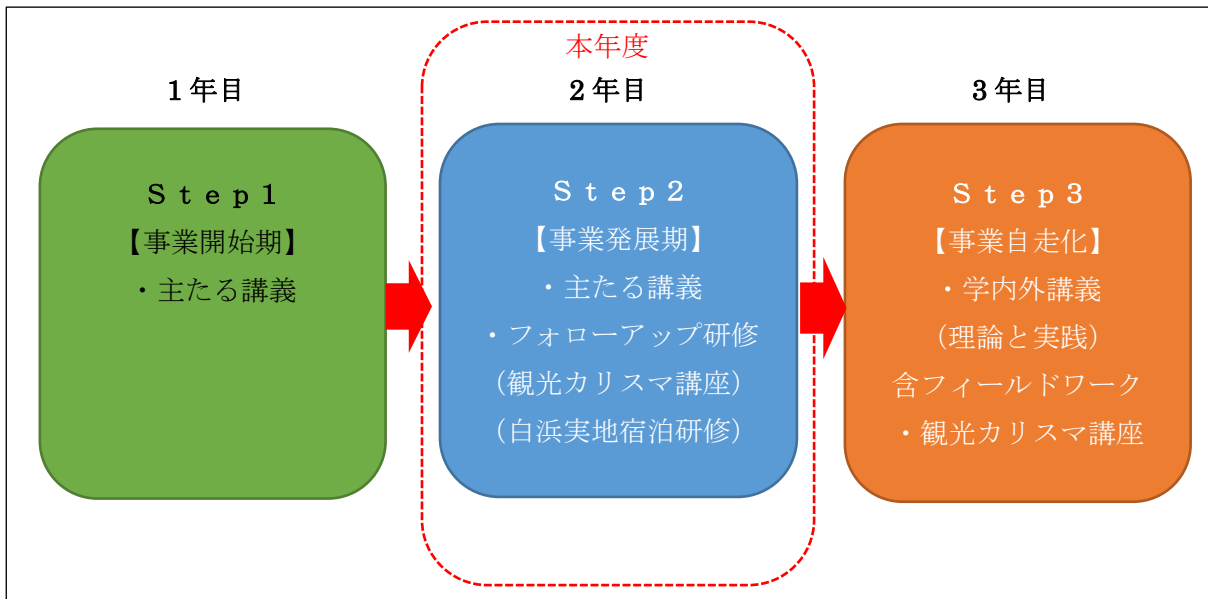 本年度
1年目
2年目
3年目
Step1
【事業開始期】
・主たる講義
Step2
【事業発展期】
・主たる講義
・フォローアップ研修
(観光カリスマ講座)
(白浜実地宿泊研修)
Step3
【事業自走化】
・学内外講義
(理論と実践)
含フィールドワーク
・観光カリスマ講座